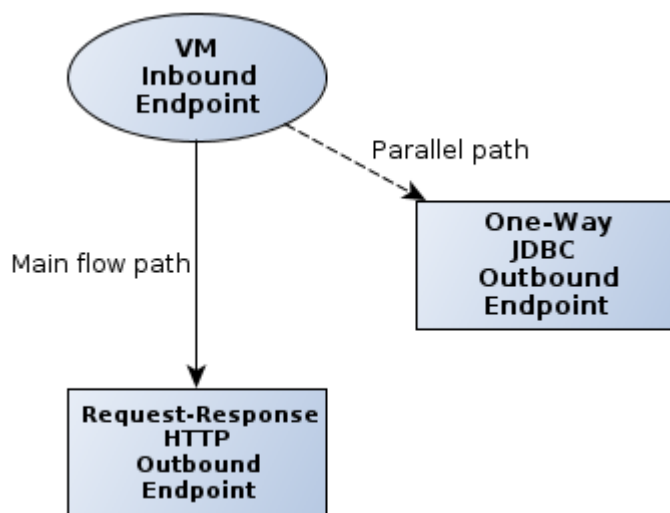 VM
Inbound
Endpoint
Parallel path
One-Way
JDBC
Outbound
Endpoint
Main flow path
Request-Response
HTTP
Outbound
Endpoint